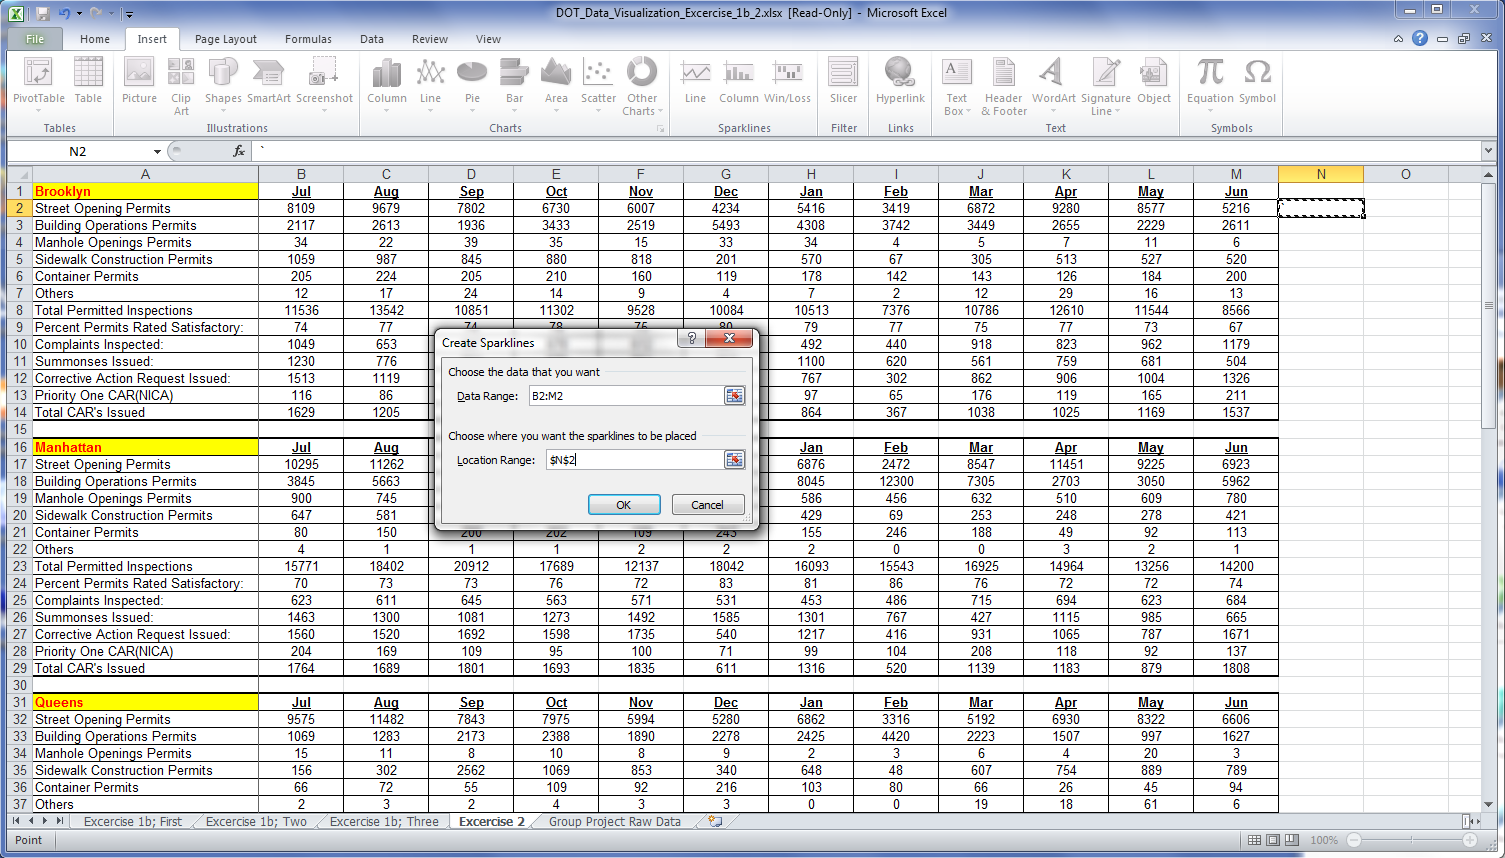 DOT_Data_Visualization_Excercise_1b_2.xlsx [Read-Only] - Microsoft Excel
File Home Insert Page Layout Formulas Data Review View
PivotTable Table Picture Clip Art Shapes SmartArt Screenshot Column Line Pie Bar Area Scatter Other Charts Line Column Win/Loss Slicer Hyperlink Text Box Header & Footer WordArt Signature Line Object Equation Symbol
Tables Illustrations Charts Sparklines Filter Links Text Symbols
N2 fx `
A B C D E F G H I J K L M N O
1 Brooklyn Jul Aug Sep Oct Nov Dec Jan Feb Mar Apr May Jun
2 Street Opening Permits 8109 9679 7802 6730 6007 4234 5416 3419 6872 9280 8577 5216
3 Building Operations Permits 2117 2613 1936 3433 2519 5493 4308 3742 3449 2655 2229 2611
4 Manhole Openings Permits 34 22 39 35 15 33 34 4 5 7 11 6
5 Sidewalk Construction Permits 1059 987 845 880 818 201 570 67 305 513 527 520
6 Container Permits 205 224 205 210 160 119 178 142 143 126 184 200
7 Others 12 17 24 14 9 4 7 2 12 29 16 13
8 Total Permitted Inspections 11536 13542 10851 11302 9528 10084 10513 7376 10786 12610 11544 8566
9 Percent Permits Rated Satisfactory: 74 77 74 78 75 80 79 77 75 77 73 67
10 Complaints Inspected: 1049 653 492 440 918 823 962 1179
11 Summonses Issued: 1230 776 1100 620 561 759 681 504
12 Corrective Action Request Issued: 1513 1119 767 302 862 906 1004 1326
13 Priority One CAR(NICA) 116 86 97 65 176 119 165 211
14 Total CAR's Issued 1629 1205 864 367 1038 1025 1169 1537
15
16 Manhattan Jul Aug Jan Feb Mar Apr May Jun
17 Street Opening Permits 10295 11262 6876 2472 8547 11451 9225 6923
18 Building Operations Permits 3845 5663 8045 12300 7305 2703 3050 5962
19 Manhole Openings Permits 900 745 586 456 632 510 609 780
20 Sidewalk Construction Permits 647 581 429 69 253 248 278 421
21 Container Permits 80 150 200 202 109 243 155 246 188 49 92 113
22 Others 4 1 1 1 2 2 2 0 0 3 2 1
23 Total Permitted Inspections 15771 18402 20912 17689 12137 18042 16093 15543 16925 14964 13256 14200
24 Percent Permits Rated Satisfactory: 70 73 73 76 72 83 81 86 76 72 72 74
25 Complaints Inspected: 623 611 645 563 571 531 453 486 715 694 623 684
26 Summonses Issued: 1463 1300 1081 1273 1492 1585 1301 767 427 1115 985 665
27 Corrective Action Request Issued: 1560 1520 1692 1598 1735 540 1217 416 931 1065 787 1671
28 Priority One CAR(NICA) 204 169 109 95 100 71 99 104 208 118 92 137
29 Total CAR's Issued 1764 1689 1801 1693 1835 611 1316 520 1139 1183 879 1808
30
31 Queens Jul Aug Sep Oct Nov Dec Jan Feb Mar Apr May Jun
32 Street Opening Permits 9575 11482 7843 7975 5994 5280 6862 3316 5192 6930 8322 6606
33 Building Operations Permits 1069 1283 2173 2388 1890 2278 2425 4420 2223 1507 997 1627
34 Manhole Openings Permits 15 11 8 10 8 9 2 3 6 4 20 3
35 Sidewalk Construction Permits 156 302 2562 1069 853 340 648 48 607 754 889 789
36 Container Permits 66 72 55 109 92 216 103 80 66 26 45 94
37 Others 2 3 2 4 3 3 0 0 19 18 61 6
Create Sparklines
Choose the data that you want
Data Range: B2:M2
Choose where you want the sparklines to be placed
Location Range: $N$2
OK Cancel
Excercise 1b; First Excercise 1b; Two Excercise 1b; Three Excercise 2 Group Project Raw Data
Point 100%